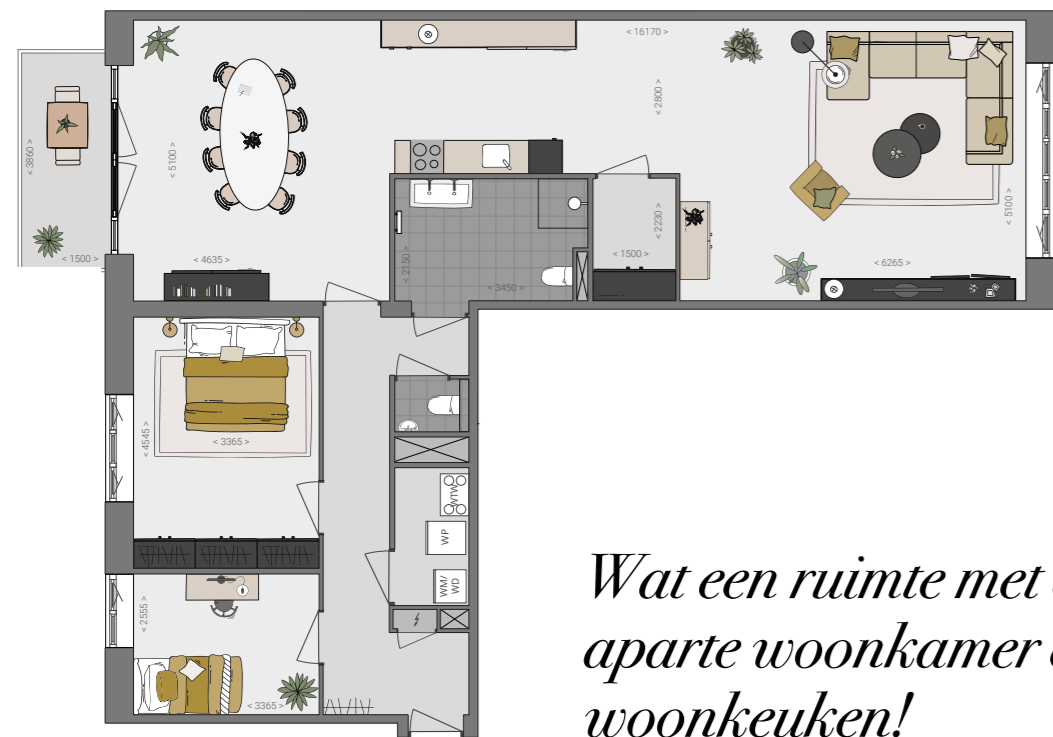 < 16170 >
< 2800 >
< 3860 >
< 5100 >
< 1500 >
< 4635 >
< 2150 >
< 3450 >
< 2230 >
< 1500 >
< 5100 >
< 6265 >
< 4545 >
< 3365 >
WTW
WP
WM/
WD
< 2555 >
< 3365 >
Wat een ruimte met
aparte woonkamer
woonkeuken!